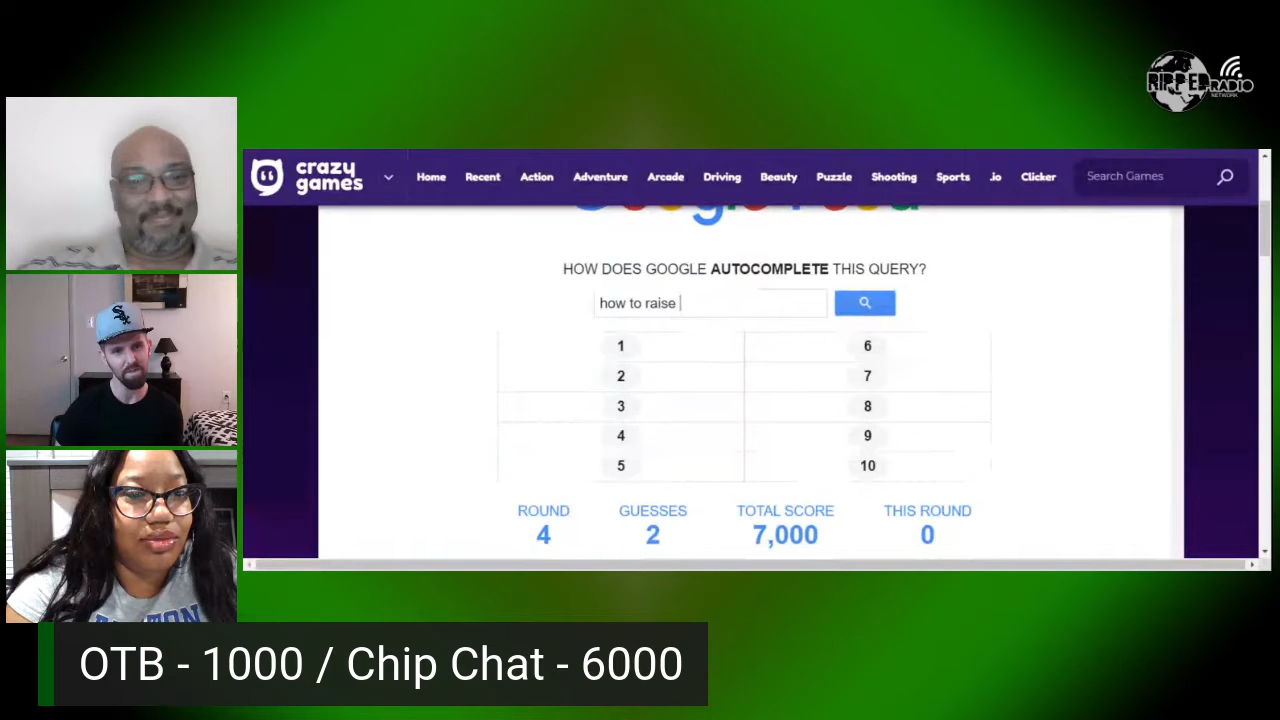 RIPPED RADIO
NETWORK
crazy games
Home Recent Action Adventure Arcade Driving Beauty Puzzle Shooting Sports .io Clicker Search Games
HOW DOES GOOGLE AUTOCOMPLETE THIS QUERY?
how to raise
1 6
2 7
3 8
4 9
5 10
ROUND GUESSES TOTAL SCORE THIS ROUND
4 2 7,000 0
OTB - 1000 / Chip Chat - 6000